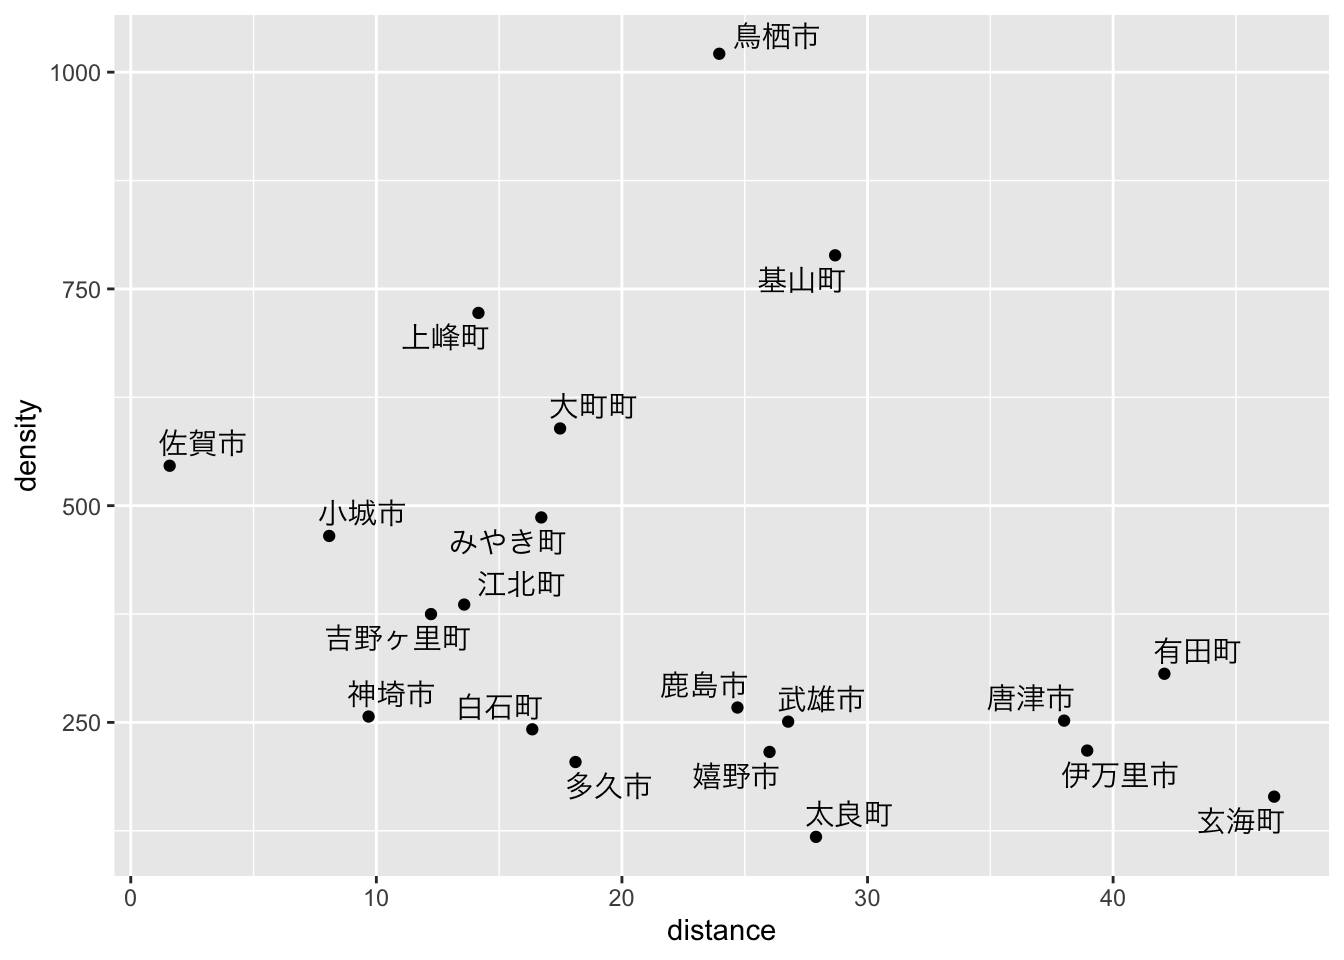 鳥栖市
1000
基山町
750
上峰町
大町町
佐賀市
density
500
小城市
みやき町
江北町
吉野ヶ里町
有田町
鹿島市
神埼市
武雄市
唐津市
白石町
250
嬉野市
伊万里市
多久市
太良町
玄海町
0 10 20 30 40
distance